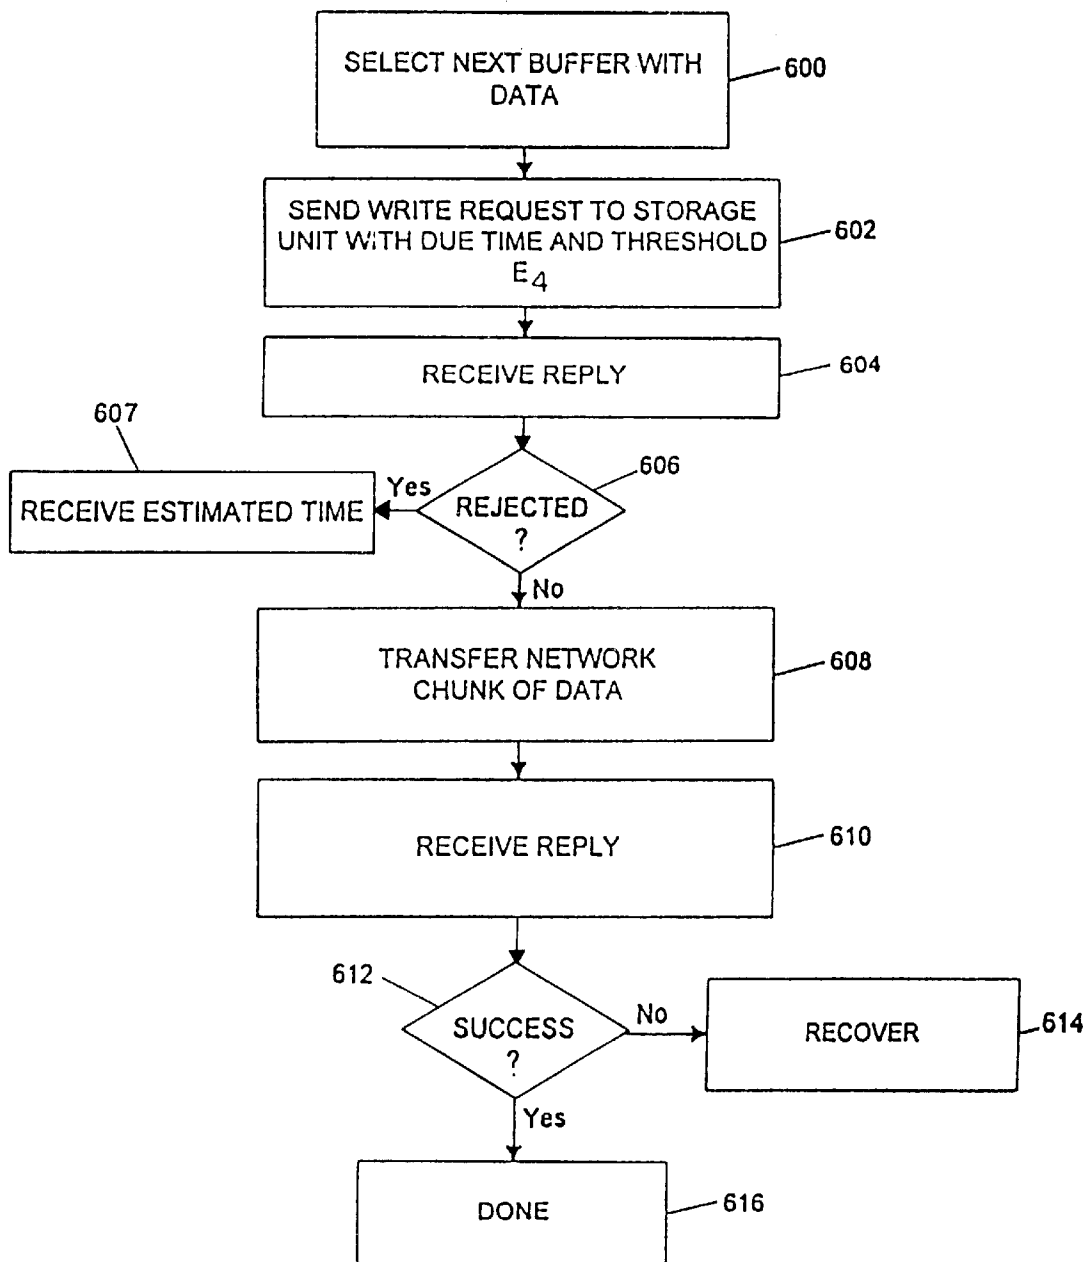 SELECT NEXT BUFFER WITH
DATA
600
SEND WRITE REQUEST TO STORAGE
UNIT WITH DUE TIME AND THRESHOLD
E4
602
RECEIVE REPLY
604
607
RECEIVE ESTIMATED TIME
Yes
REJECTED
?
606
No
TRANSFER NETWORK
CHUNK OF DATA
608
RECEIVE REPLY
610
612
SUCCESS
?
No
RECOVER
614
Yes
DONE
616